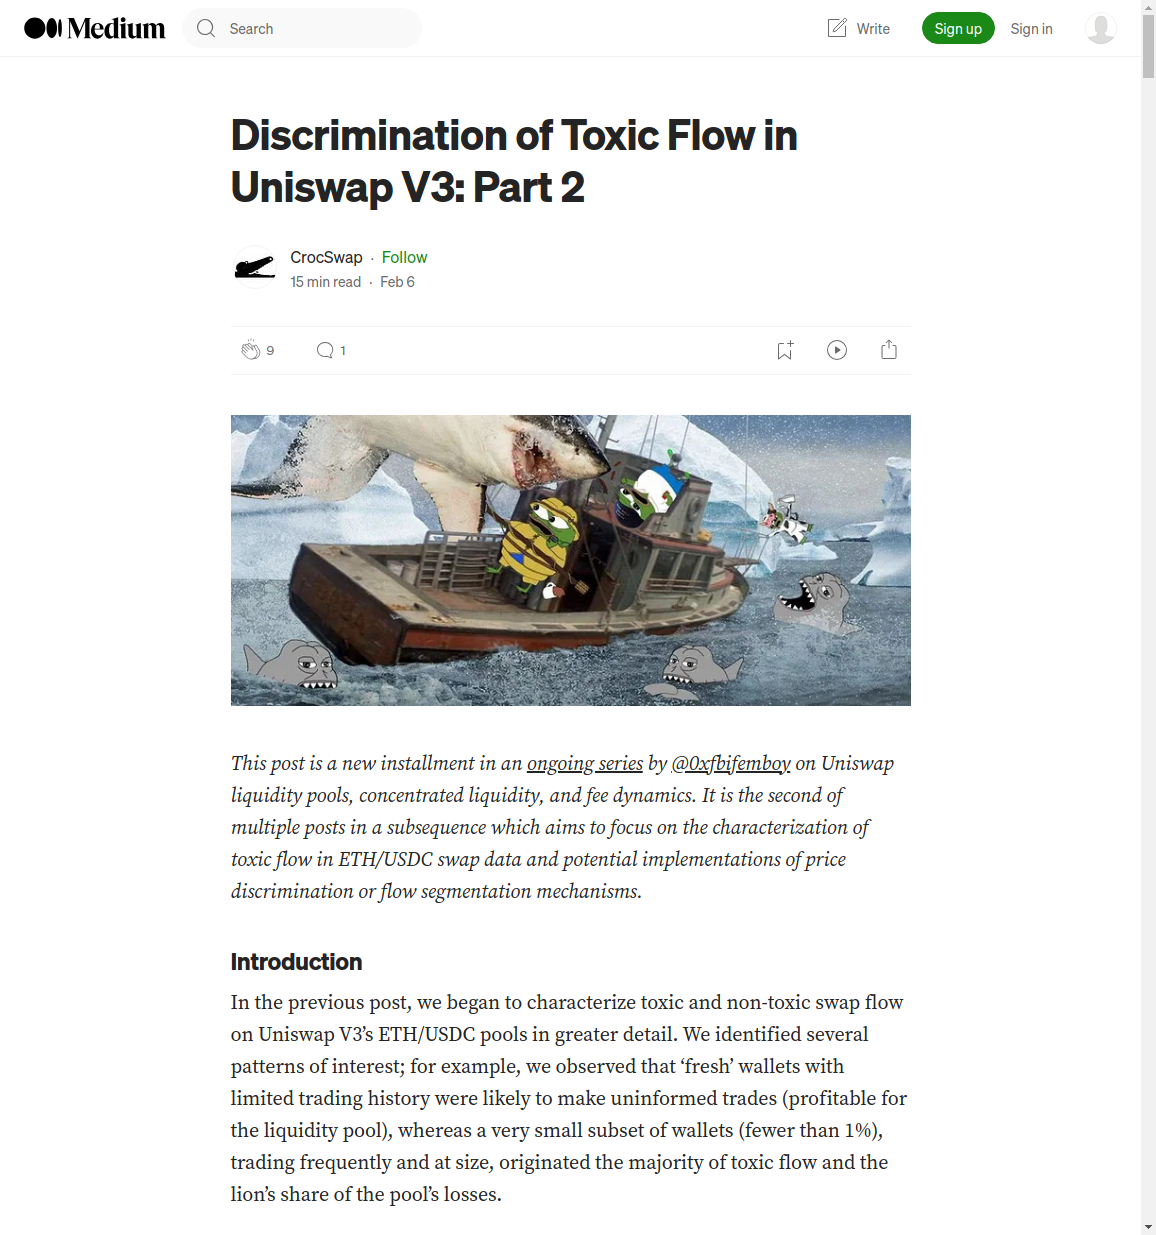 Medium
Search
Write
Sign up
Sign in
Discrimination of Toxic Flow in
Uniswap V3: Part 2
CrocSwap · Follow
15 min read · Feb 6
9
1
This post is a new installment in an ongoing series by @0xfbifemboy on Uniswap
liquidity pools, concentrated liquidity, and fee dynamics. It is the second of
multiple posts in a subsequence which aims to focus on the characterization of
toxic flow in ETH/USDC swap data and potential implementations of price
discrimination or flow segmentation mechanisms.
Introduction
In the previous post, we began to characterize toxic and non-toxic swap flow
on Uniswap V3’s ETH/USDC pools in greater detail. We identified several
patterns of interest; for example, we observed that ‘fresh’ wallets with
limited trading history were likely to make uninformed trades (profitable for
the liquidity pool), whereas a very small subset of wallets (fewer than 1%),
trading frequently and at size, originated the majority of toxic flow and the
lion’s share of the pool’s losses.